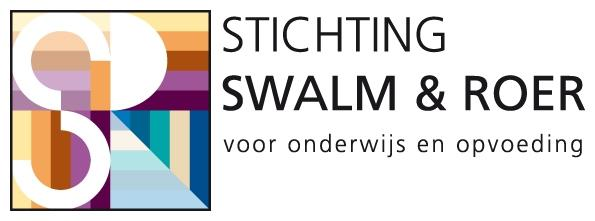 STICHTING
SWALM & ROER
voor onderwijs en opvoeding